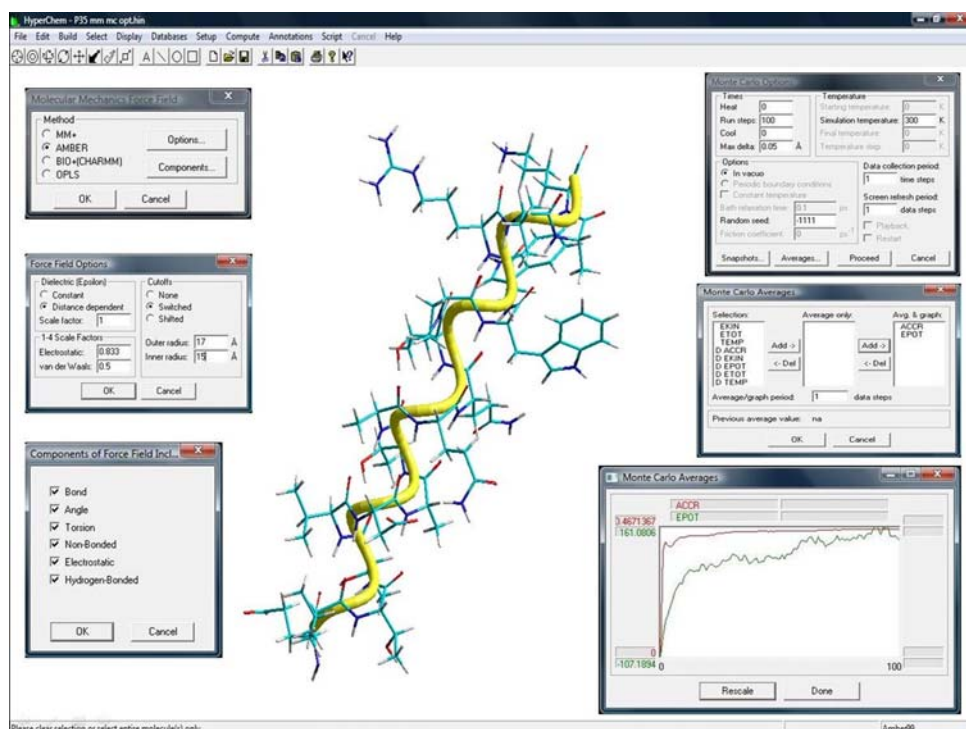 HyperChem - P35 mm mc opt.hin
File Edit Build Select Display Databases Setup Compute Annotations Script Cancel Help
Molecular Mechanics Force Field
Method
MM+
AMBER
BIO+(CHARMM)
OPLS
Options...
Components...
OK Cancel
Force Field Options
Dielectric (Epsilon)
Constant
Distance dependent
Scale factor: 1
1-4 Scale Factors
Electrostatic: 0.833
van der Waals: 0.5
Cutoffs
None
Switched
Shifted
Outer radius: 17 Å
Inner radius: 15 Å
OK Cancel
Components of Force Field Incl...
Bond
Angle
Torsion
Non-Bonded
Electrostatic
Hydrogen-Bonded
OK Cancel
Monte Carlo Options
Times
Heat 0
Run steps: 100
Cool 0
Max delta: 0.05 Å
Temperature
Starting temperature: 0 K
Simulation temperature: 300 K
Final temperature: 0 K
Temperature step: 0 K
Options
In vacuo
Periodic boundary conditions
Constant temperature
Bath relaxation time: 0.1 ps
Random seed: -1111
Friction coefficient: 0 ps-1
Data collection period:
1 time steps
Screen refresh period:
1 data steps
Playback
Restart
Snapshots... Averages... Proceed Cancel
Monte Carlo Averages
Selection: Average only: Avg. & graph:
EKIN
ETOT
TEMP
D ACCR
D EKIN
D EPOT
D ETOT
D TEMP
Add ->
<- Del
Add ->
<- Del
ACCR
EPOT
Average/graph period: 1 data steps
Previous average value: na
OK Cancel
Monte Carlo Averages
ACCR
EPOT
0.4671367
161.0806
0
-107.1894
0 100
Rescale Done
Please clear selection or select entire molecule(s) only.
Amber99